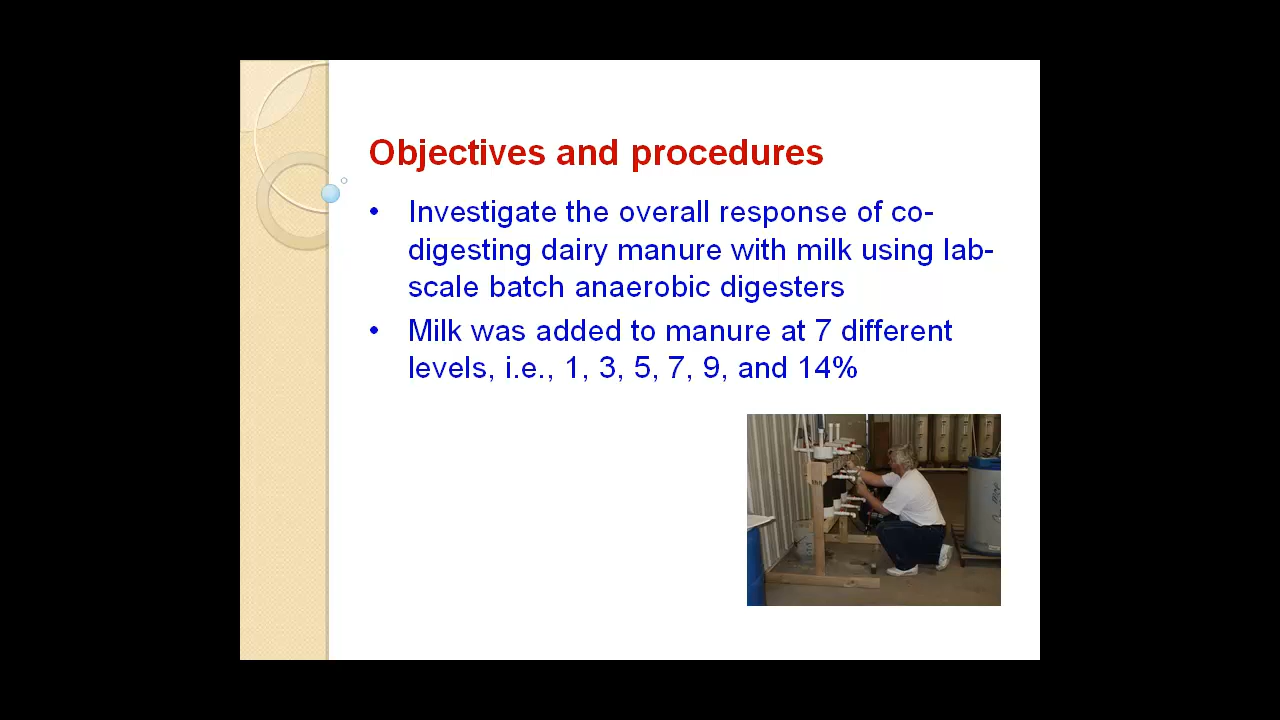 Objectives and procedures
• Investigate the overall response of co-
digesting dairy manure with milk using lab-
scale batch anaerobic digesters
• Milk was added to manure at 7 different
levels, i.e., 1, 3, 5, 7, 9, and 14%